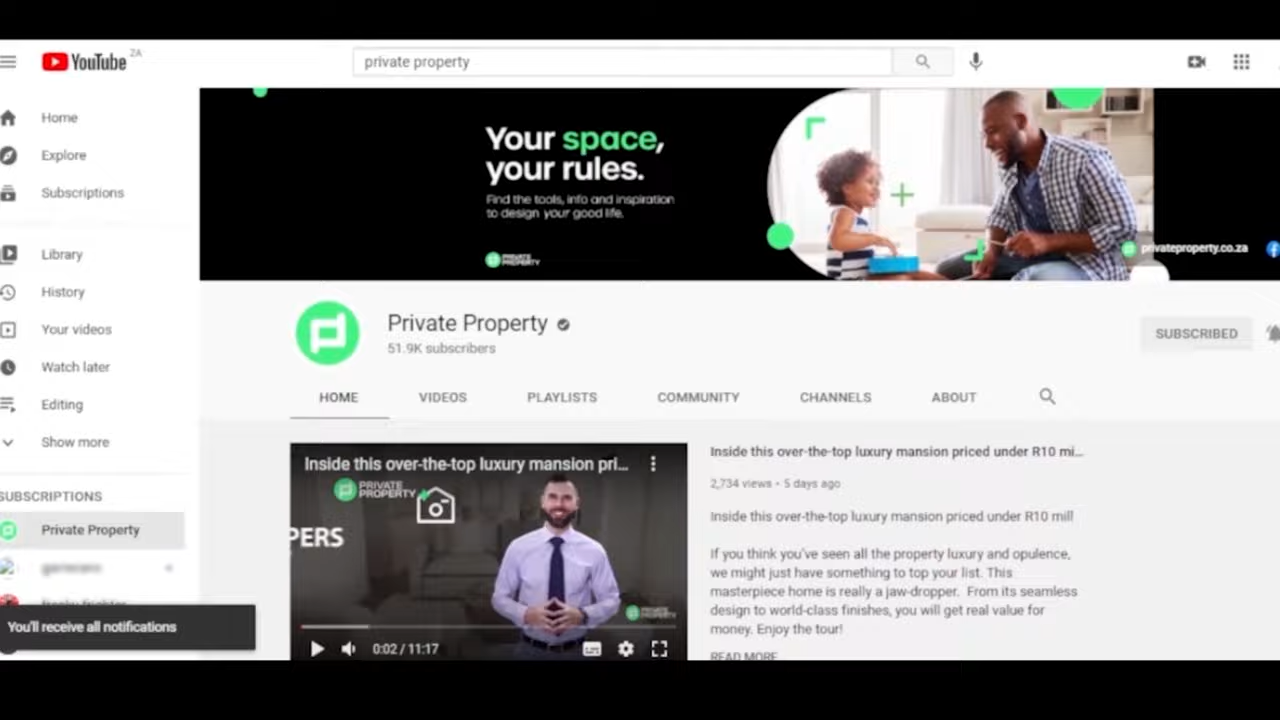 YouTube ZA
private property
Home
Explore
Subscriptions
Library
History
Your videos
Watch later
Editing
Show more
SUBSCRIPTIONS
Private Property
You'll receive all notifications
Your space,
your rules.
Find the tools, info and inspiration
to design your good life.
PRIVATE
PROPERTY
privateproperty.co.za
Private Property
51.9K subscribers
SUBSCRIBED
HOME
VIDEOS
PLAYLISTS
COMMUNITY
CHANNELS
ABOUT
Inside this over-the-top luxury mansion pri...
PRIVATE
PROPERTY
PERS
PRIVATE
PROPERTY
0:02 / 11:17
Inside this over-the-top luxury mansion priced under R10 mi...
2,734 views • 5 days ago
Inside this over-the-top luxury mansion priced under R10 mill
If you think you've seen all the property luxury and opulence,
we might just have something to top your list. This
masterpiece home is really a jaw-dropper. From its seamless
design to world-class finishes, you will get real value for
money. Enjoy the tour!
READ MORE